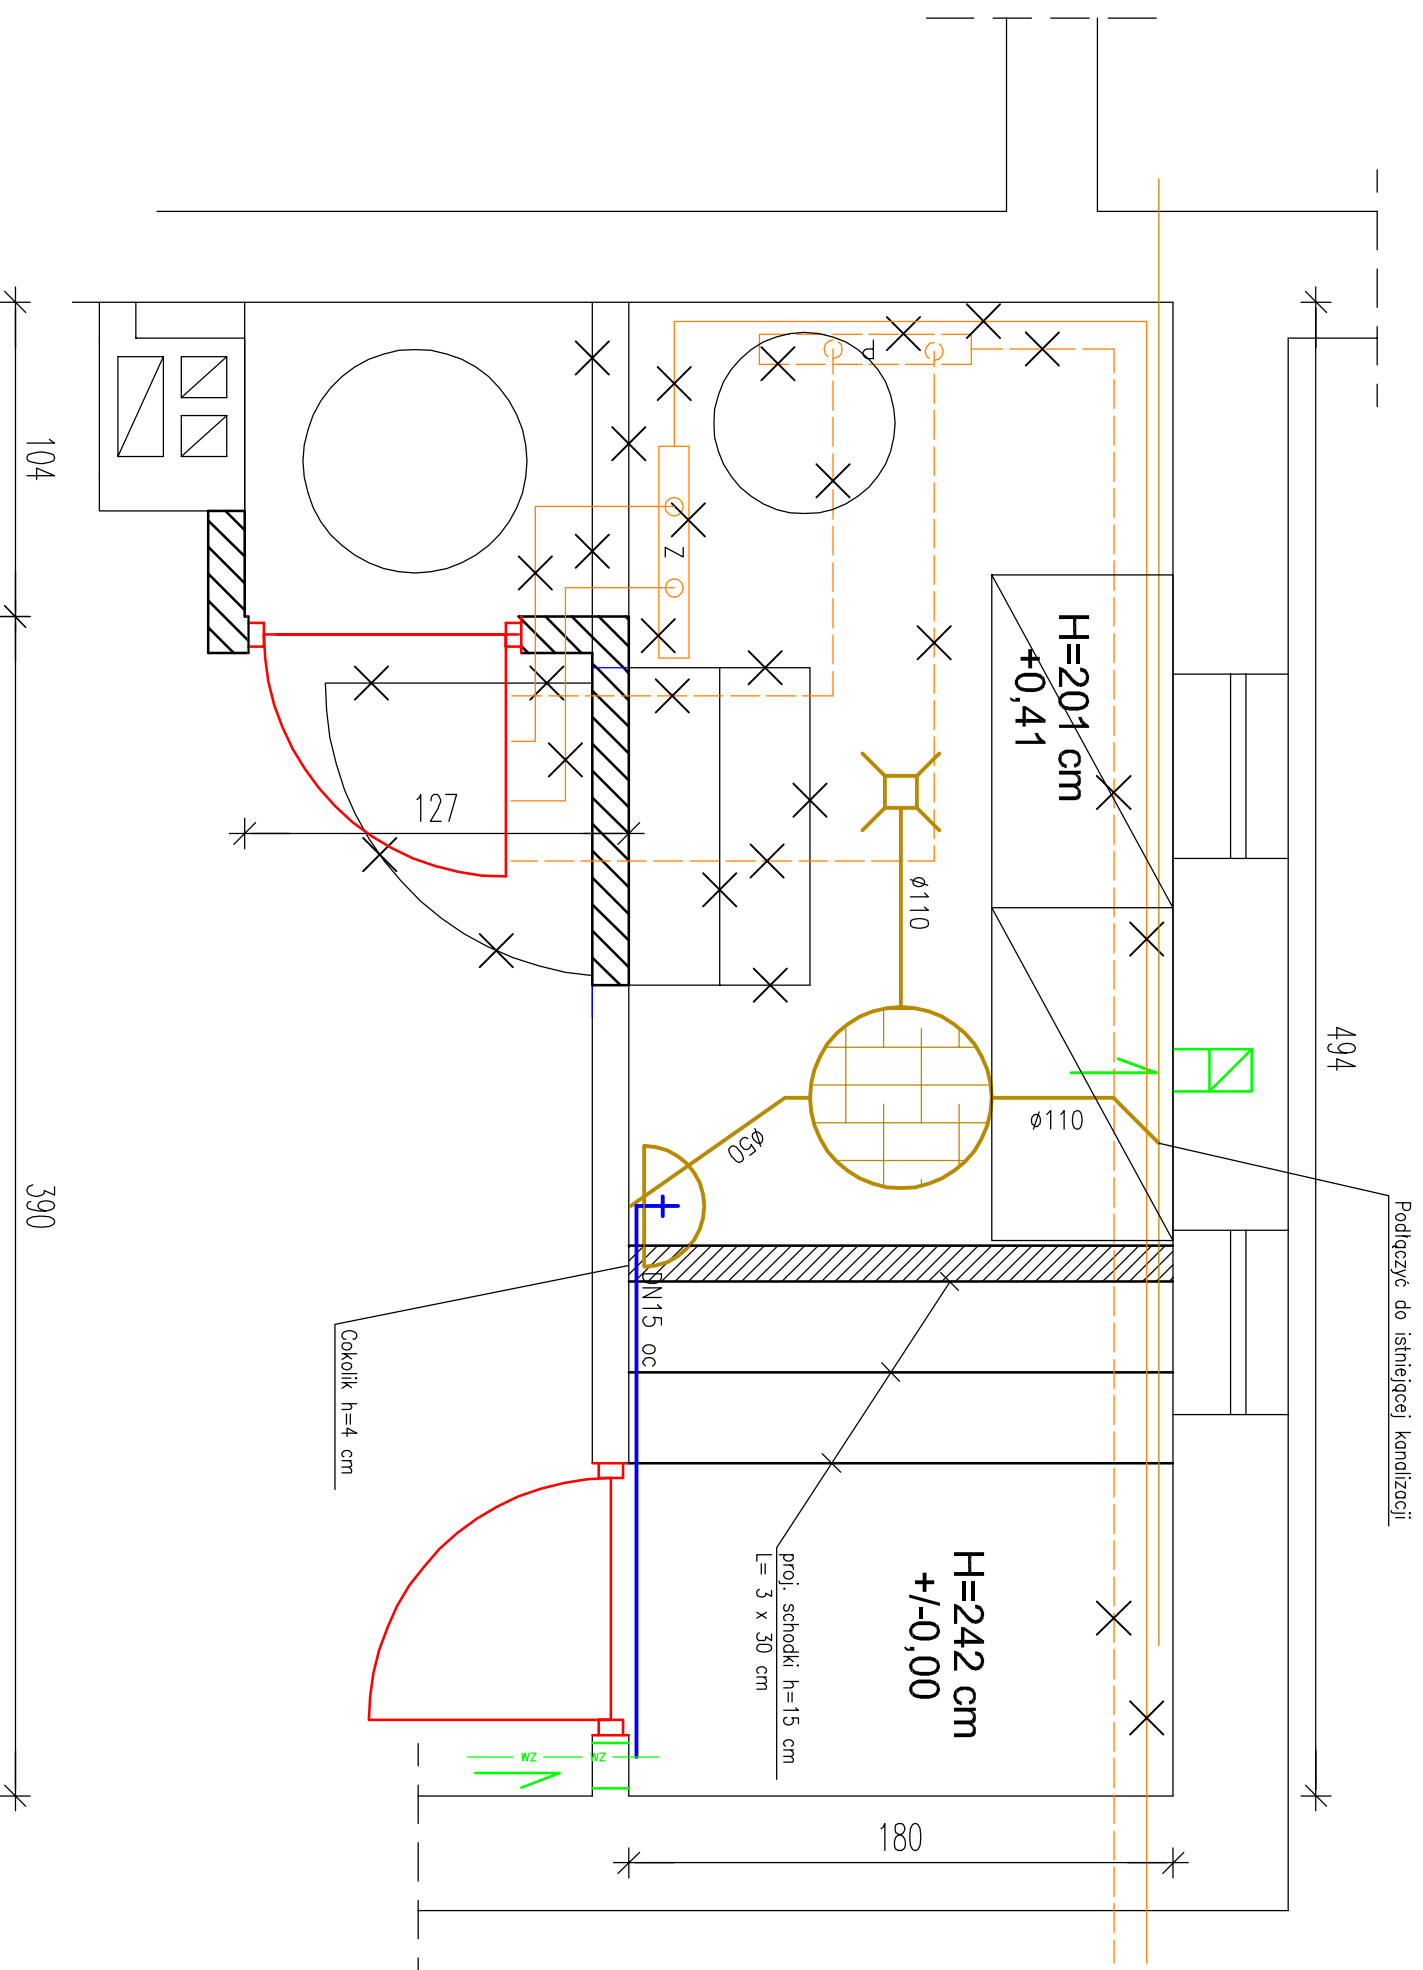 494
Podłączyć do istniejącej kanalizacji
H=201 cm
+0,41
P
Z
104
127
ø110
ø110
ø50
390
DN15 oc
Cokolik h=4 cm
proj. schodki h=15 cm
L= 3 x 30 cm
H=242 cm
+/-0,00
wz
wz
180